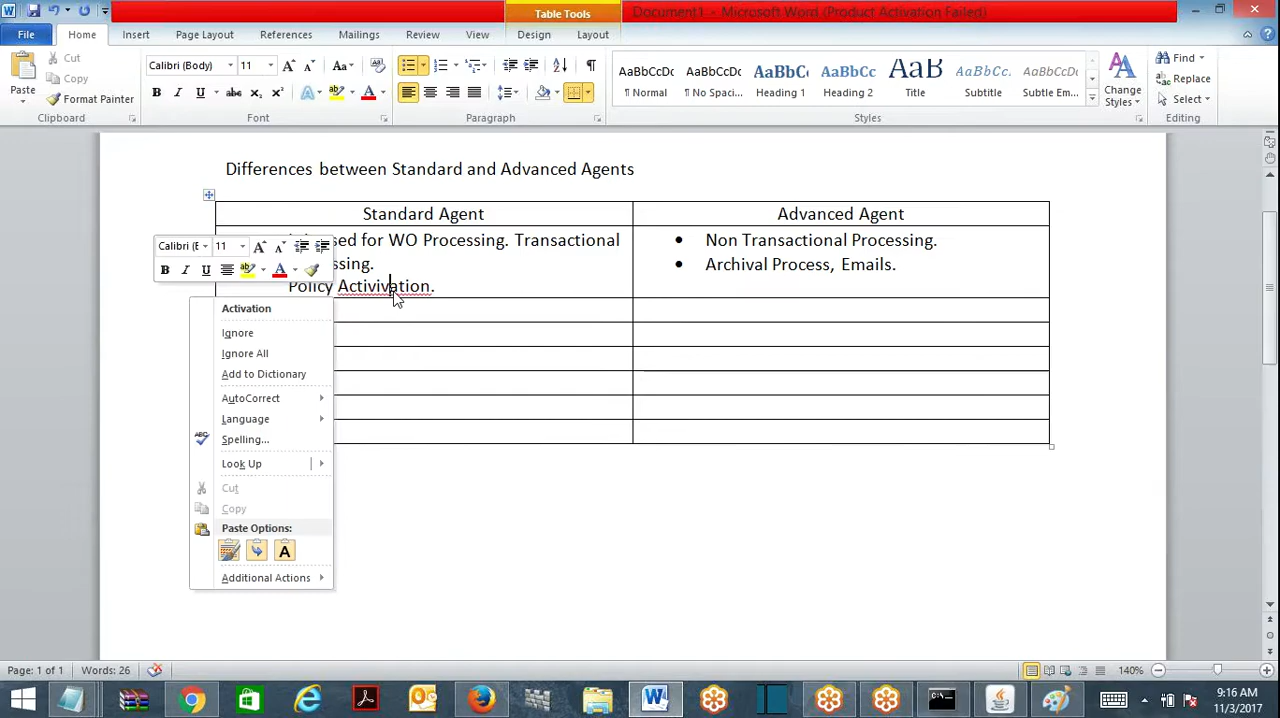 Table Tools
Document1 - Microsoft Word (Product Activation Failed)
File
Home
Insert
Page Layout
References
Mailings
Review
View
Design
Layout
Paste
Cut
Copy
Format Painter
Clipboard
Calibri (Body)
11
Font
Paragraph
AaBbCcDc
¶ Normal
AaBbCcDc
¶ No Spaci...
AaBbC
Heading 1
AaBbCc
Heading 2
AaB
Title
AaBbCc.
Subtitle
AaBbCcD
Subtle Em...
Change
Styles
Styles
Find
Replace
Select
Editing
Differences between Standard and Advanced Agents
Standard Agent
Advanced Agent
for WO Processing. Transactional
Policy Activivation.
• Non Transactional Processing.
• Archival Process, Emails.
Calibri (E
11
Activation
Ignore
Ignore All
Add to Dictionary
AutoCorrect
Language
Spelling...
Look Up
Cut
Copy
Paste Options:
Additional Actions
Page: 1 of 1
Words: 26
140%
9:16 AM
11/3/2017